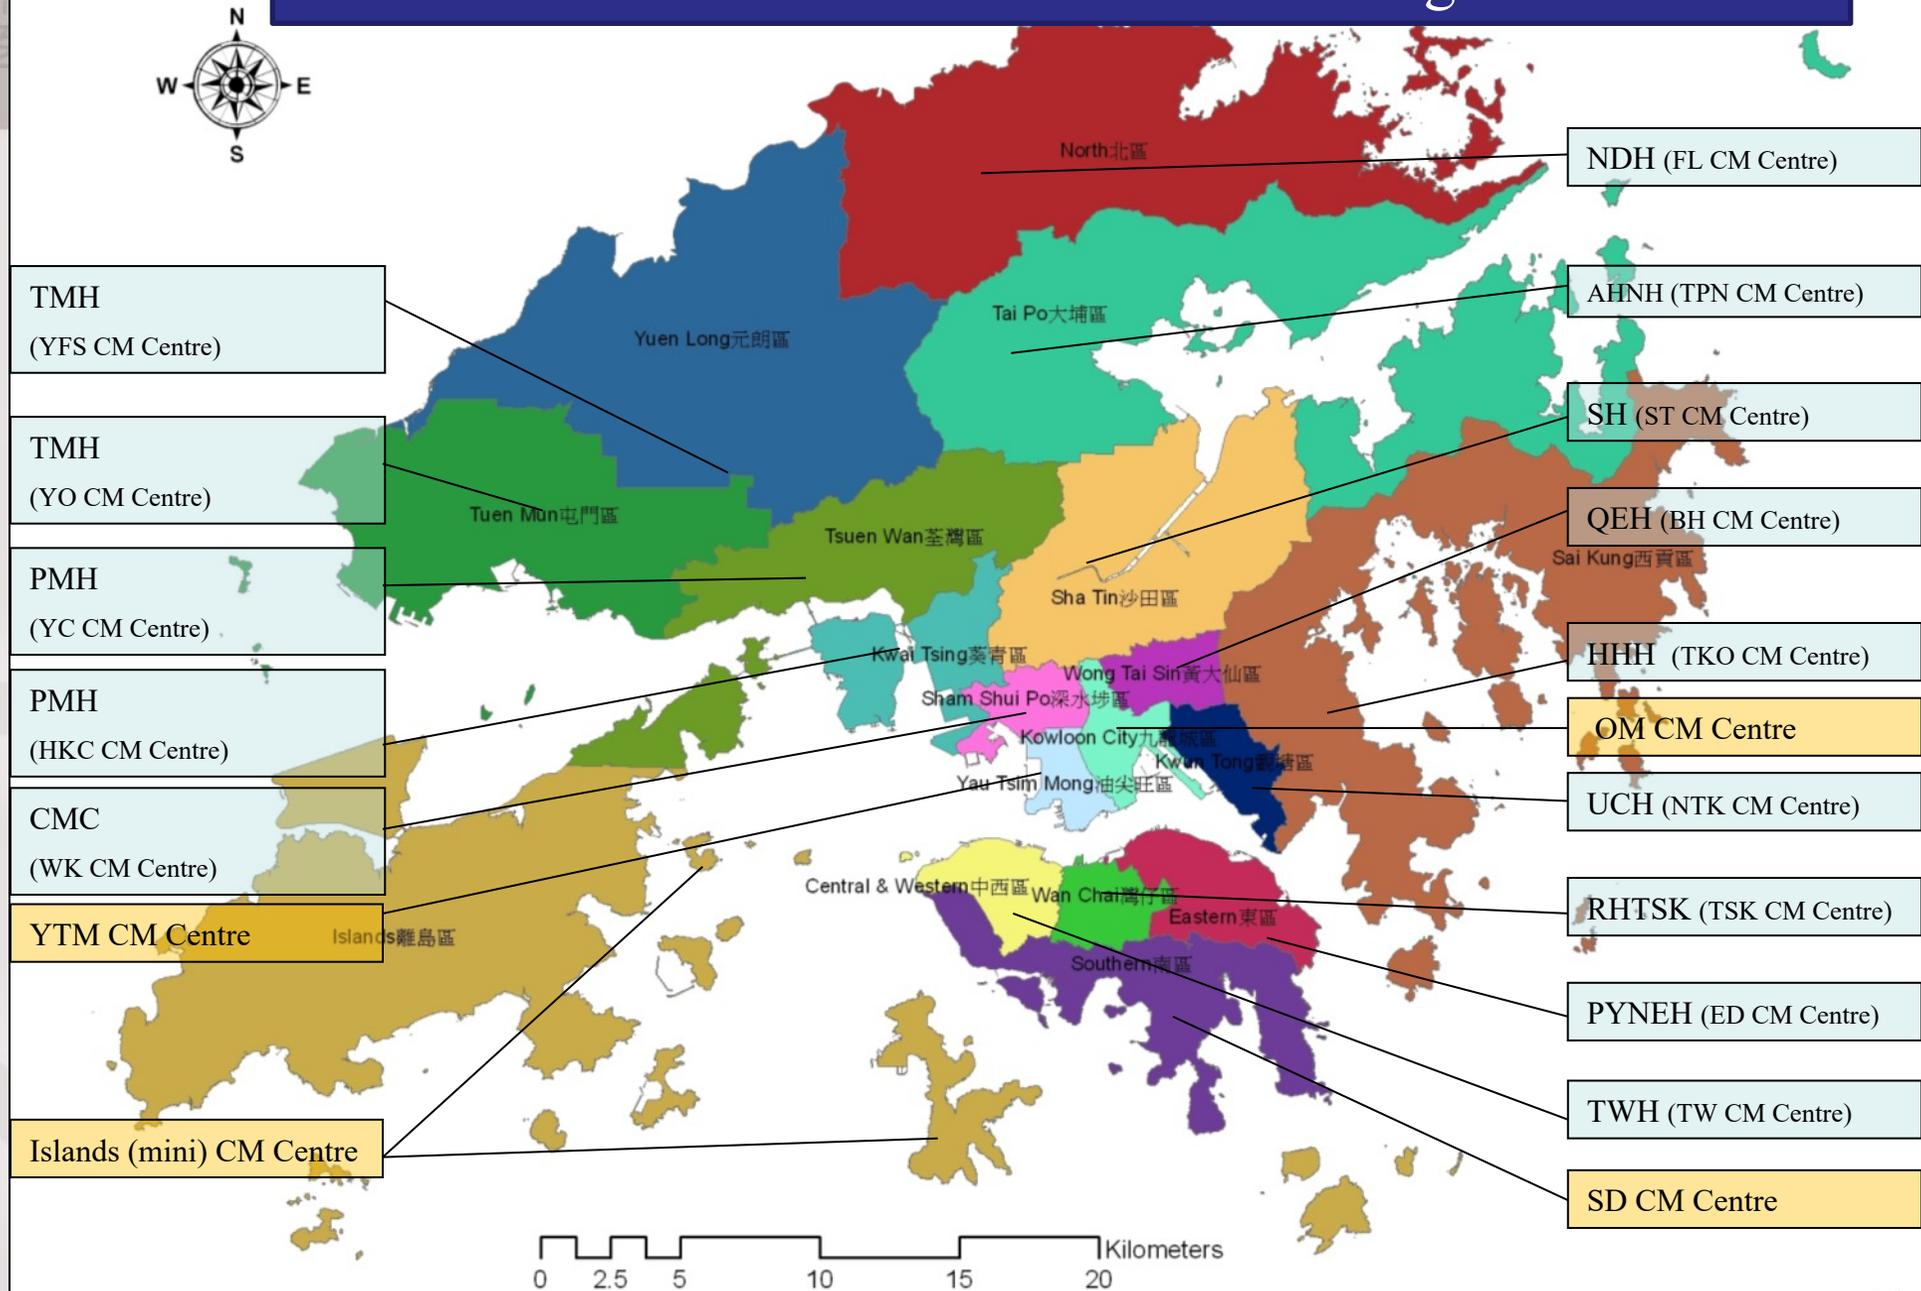 N
W E
S
North北區
NDH (FL CM Centre)
TMH
(YFS CM Centre)
Yuen Long元朗區
Tai Po大埔區
AHNH (TPN CM Centre)
TMH
(YO CM Centre)
Tuen Mun屯門區
Tsuen Wan荃灣區
SH (ST CM Centre)
QEH (BH CM Centre)
Sai Kung西貢區
PMH
(YC CM Centre)
Sha Tin沙田區
Kwai Tsing葵青區
HHH (TKO CM Centre)
PMH
(HKC CM Centre)
Wong Tai Sin黃大仙區
Sham Shui Po深水埗區
Kowloon City九龍城區
OM CM Centre
Kwun Tong觀塘區
Yau Tsim Mong油尖旺區
UCH (NTK CM Centre)
CMC
(WK CM Centre)
Central & Western中西區
Wan Chai灣仔區
Eastern東區
RHTSK (TSK CM Centre)
YTM CM Centre
Islands離島區
Southern南區
PYNEH (ED CM Centre)
TWH (TW CM Centre)
Islands (mini) CM Centre
SD CM Centre
Kilometers
0 2.5 5 10 15 20